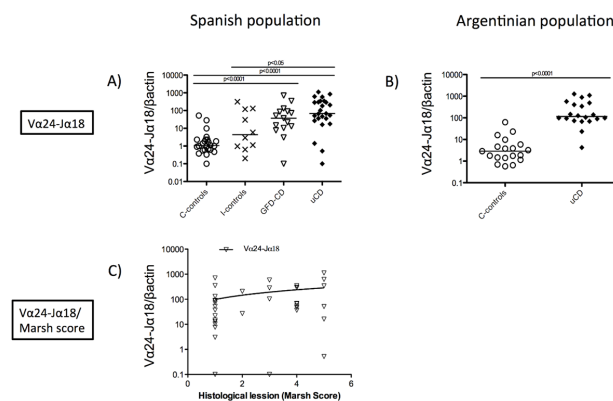 Spanish population
Argentinian population
A)
p<0.05
p<0.0001
p<0.0001
Vα24-Jα18
Vα24-Jα18/βactin
10000
1000
100
10
1
0.1
0.01
C-controls
I-controls
GFD-CD
uCD
B)
p<0.0001
Vα24-Jα18/βactin
10000
1000
100
10
1
0.1
C-controls
uCD
C)
Vα24-Jα18
Vα24-Jα18/
Marsh score
Vα24-Jα18/βactin
10000
1000
100
10
1
0.1
0
2
4
6
Histological lession (Marsh Score)